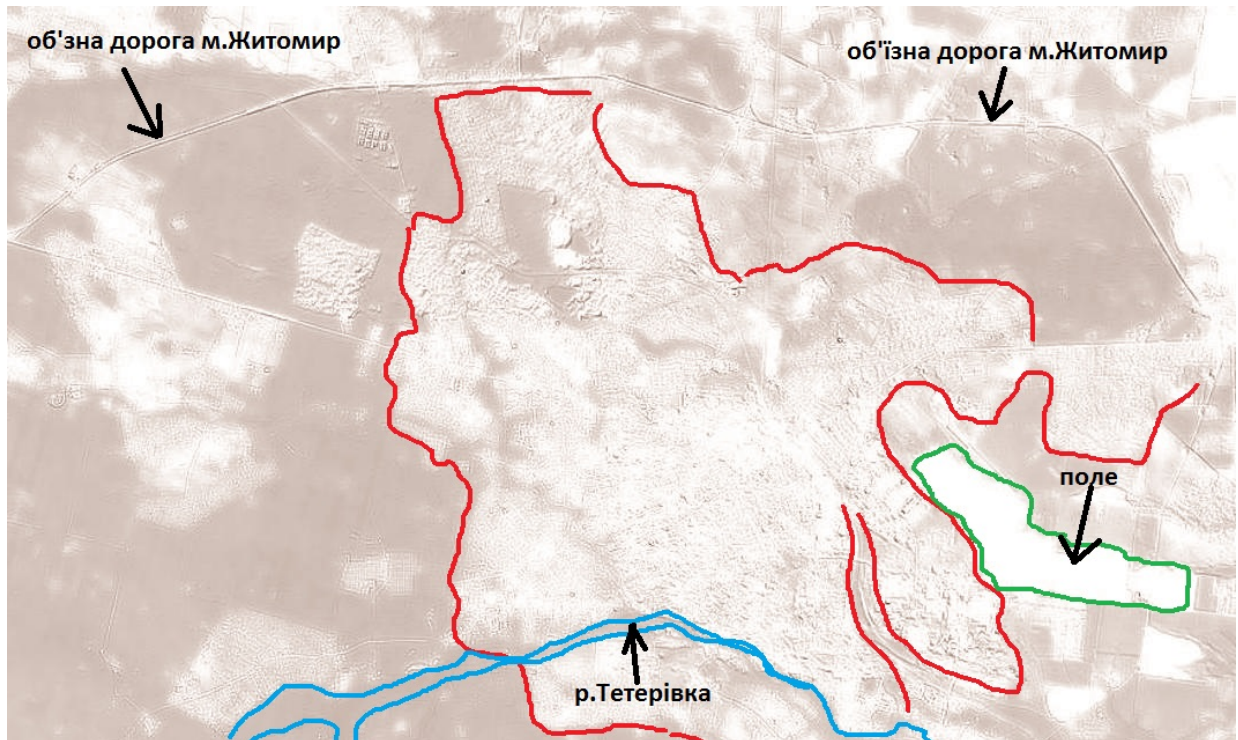 об'зна дорога м.Житомир
об'їзна дорога м.Житомир
поле
р.Тетерівка